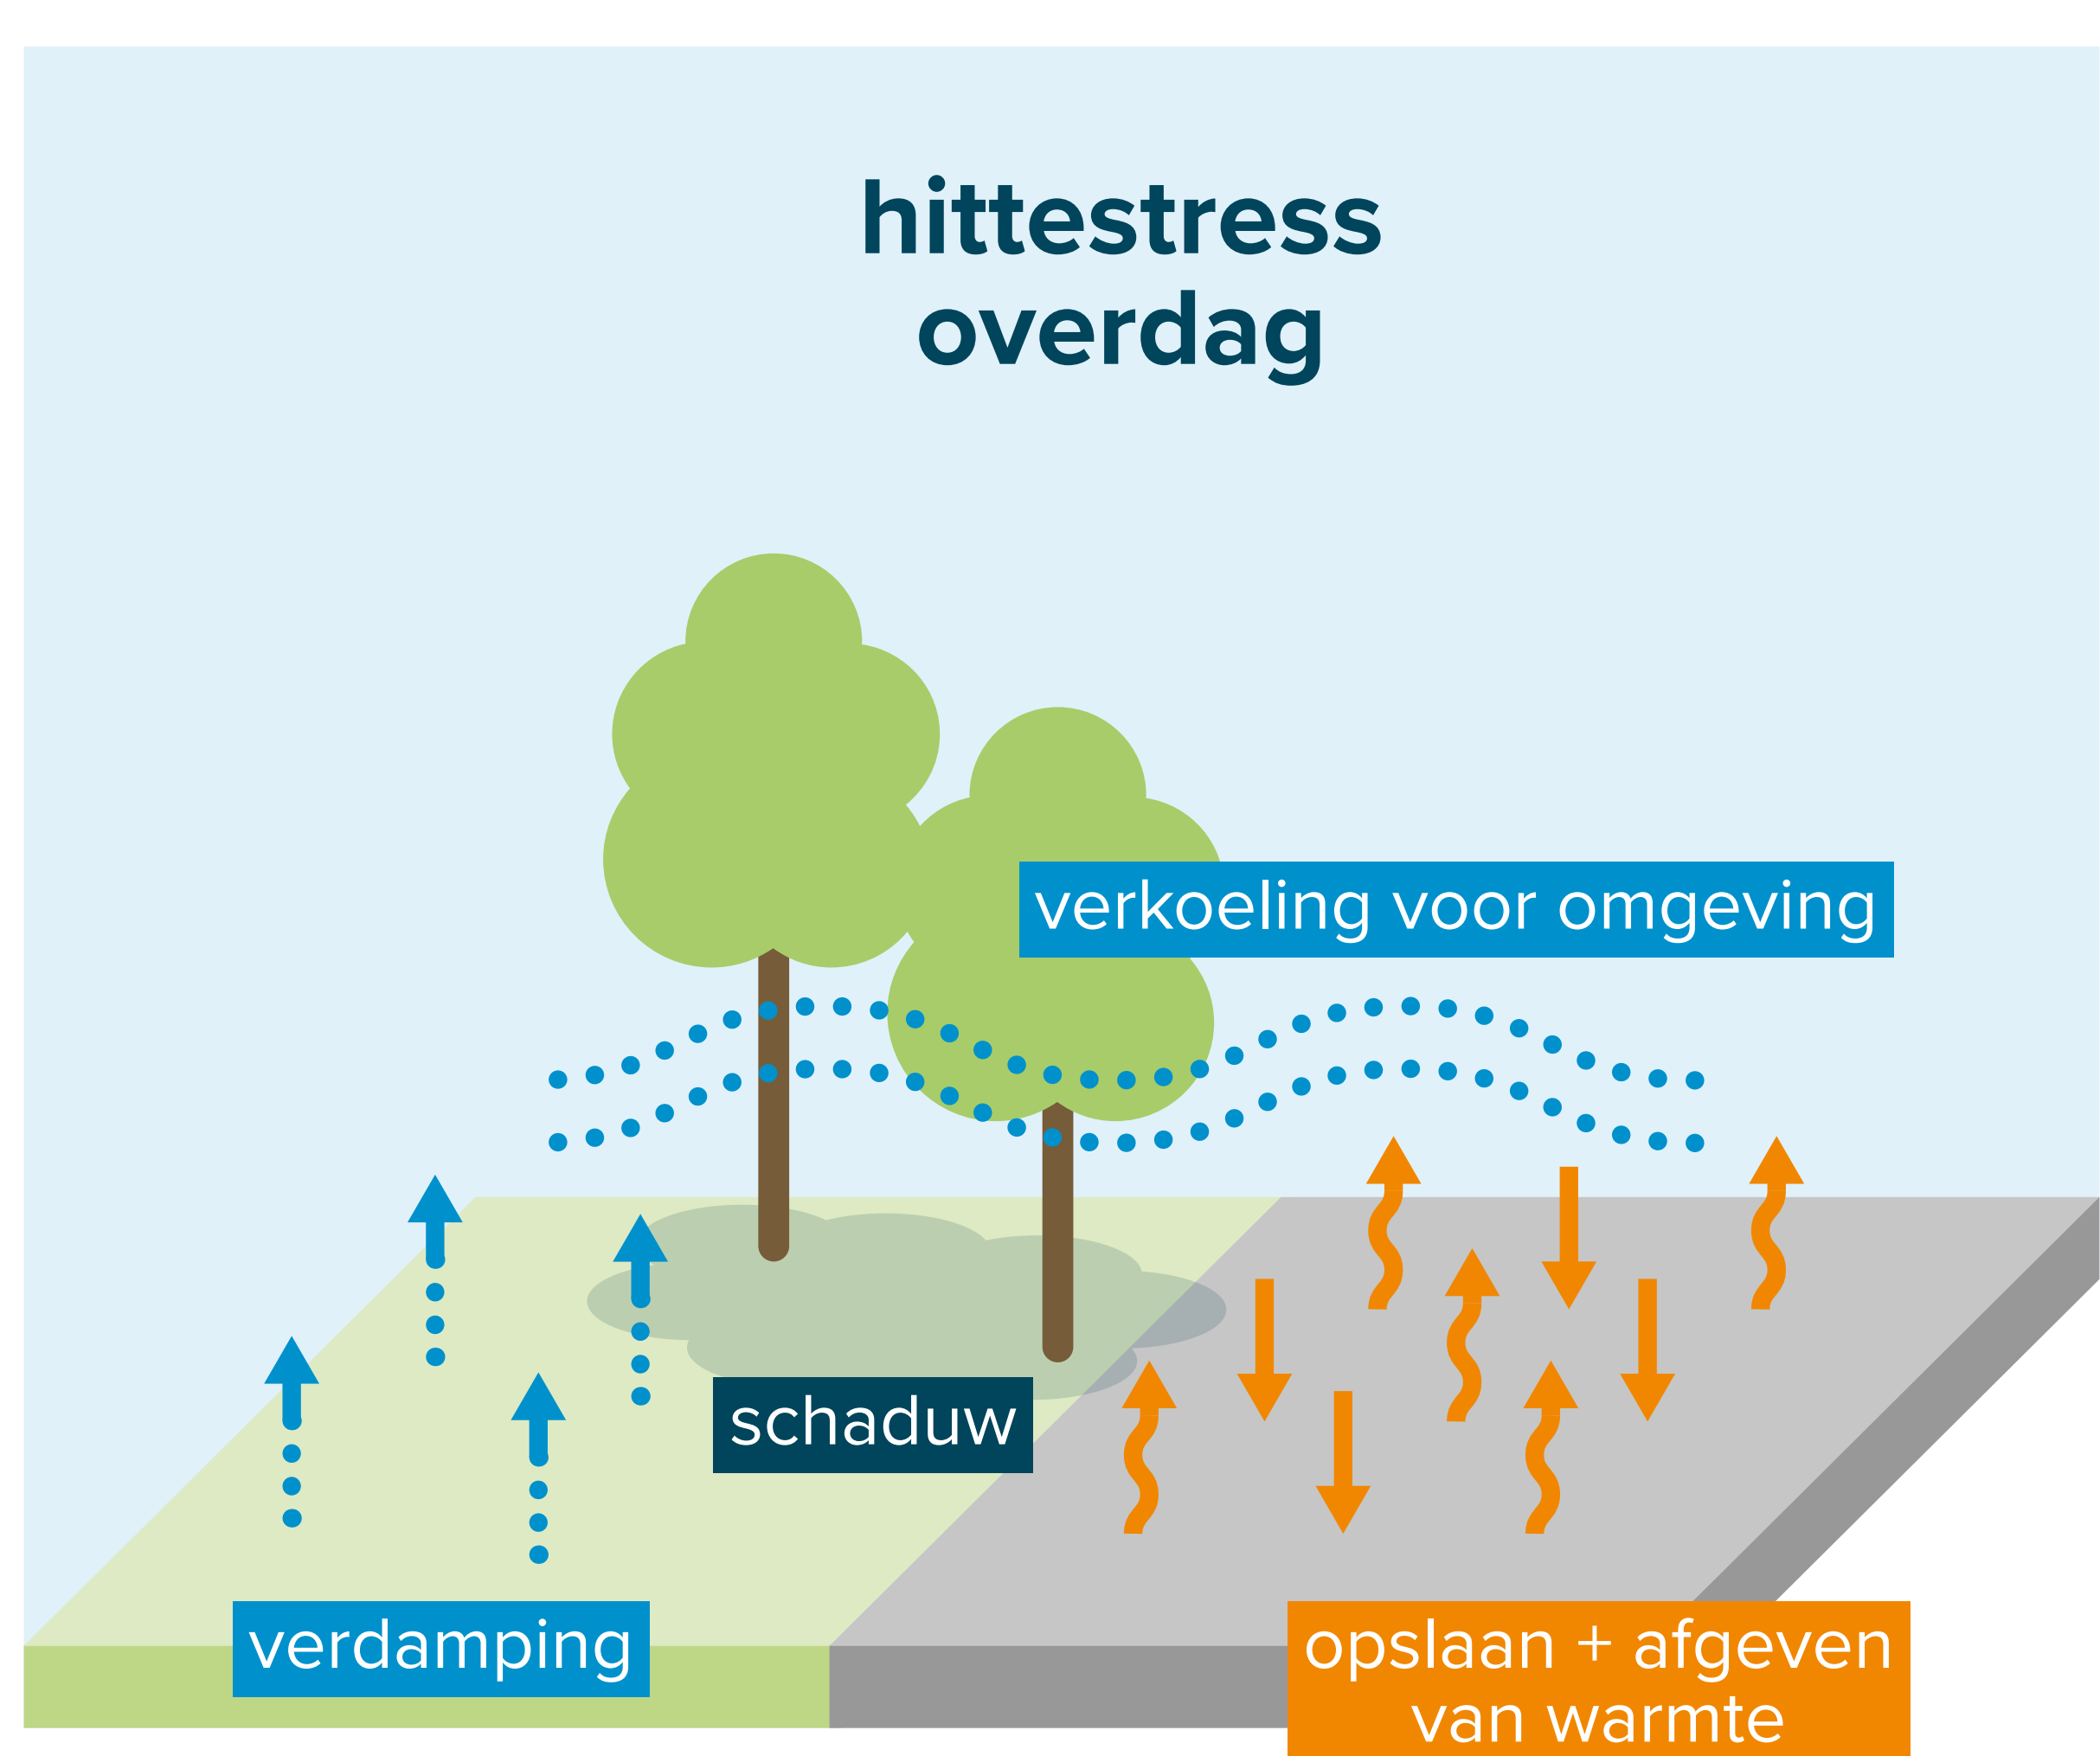 hittestress
overdag
verkoeling voor omgeving
schaduw
verdamping
opslaan + afgeven
van warmte